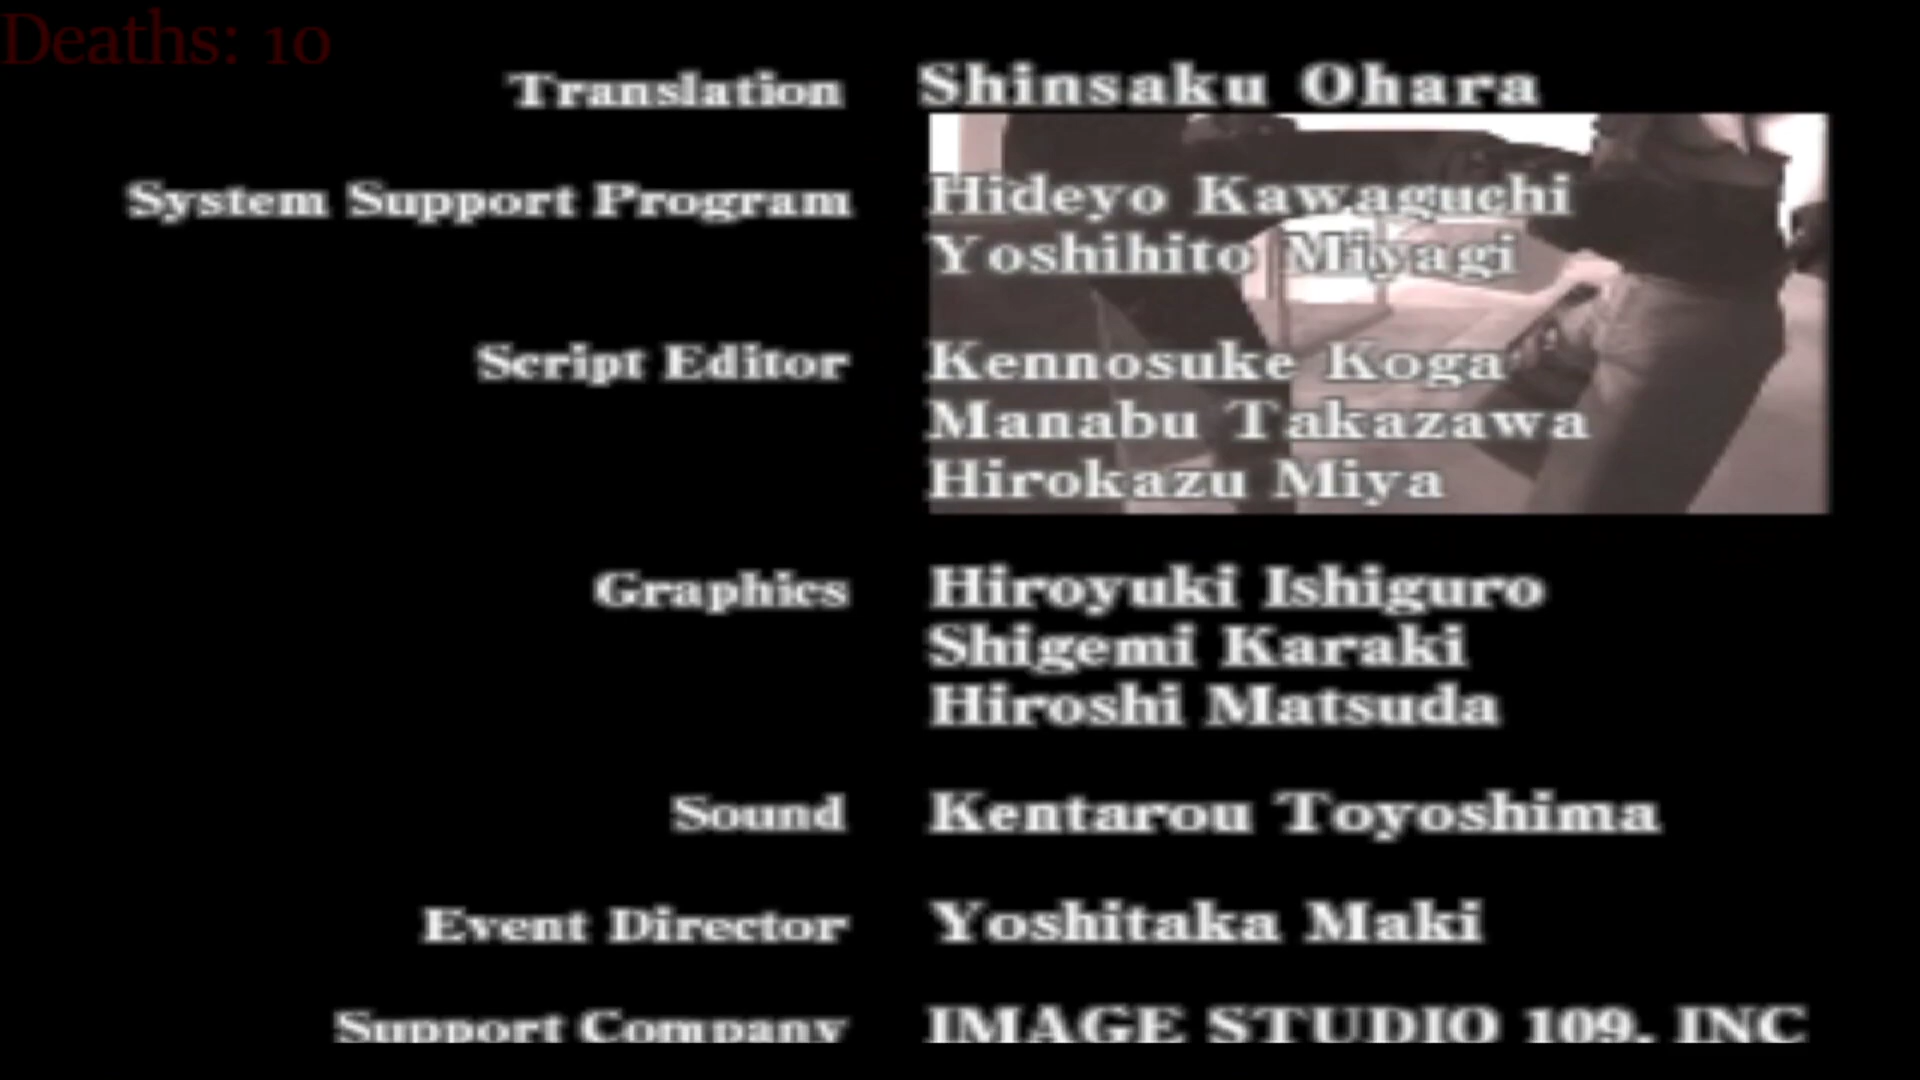 Deaths: 10
Translation Shinsaku Ohara
System Support Program Hideyo Kawaguchi
Yoshihito Miyagi
Script Editor Kennosuke Koga
Manabu Takazawa
Hirokazu Miya
Graphics Hiroyuki Ishiguro
Shigemi Karaki
Hiroshi Matsuda
Sound Kentarou Toyoshima
Event Director Yoshitaka Maki
Support Company IMAGE STUDIO 109. INC